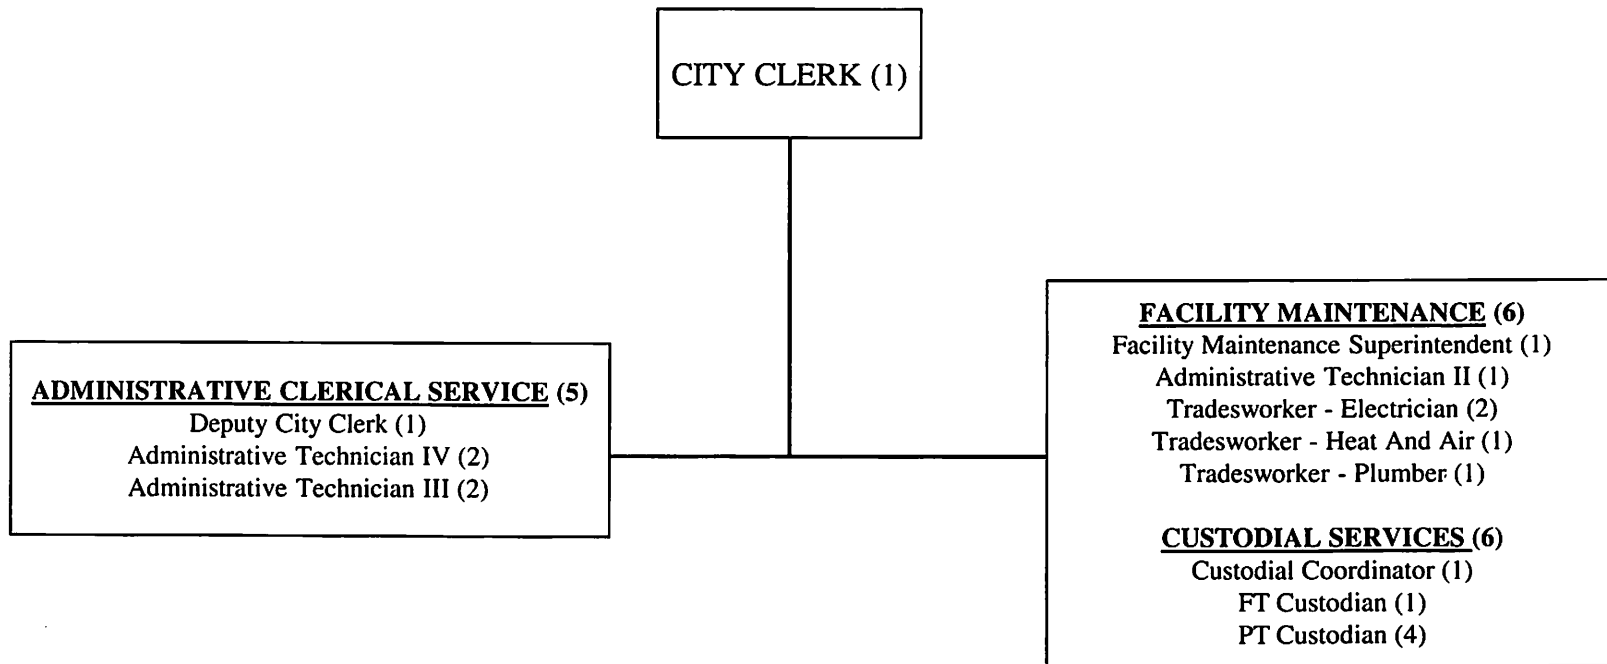 CITY CLERK (1)
ADMINISTRATIVE CLERICAL SERVICE (5)
Deputy City Clerk (1)
Administrative Technician IV (2)
Administrative Technician III (2)
FACILITY MAINTENANCE (6)
Facility Maintenance Superintendent (1)
Administrative Technician II (1)
Tradesworker - Electrician (2)
Tradesworker - Heat And Air (1)
Tradesworker - Plumber (1)
CUSTODIAL SERVICES (6)
Custodial Coordinator (1)
FT Custodian (1)
PT Custodian (4)